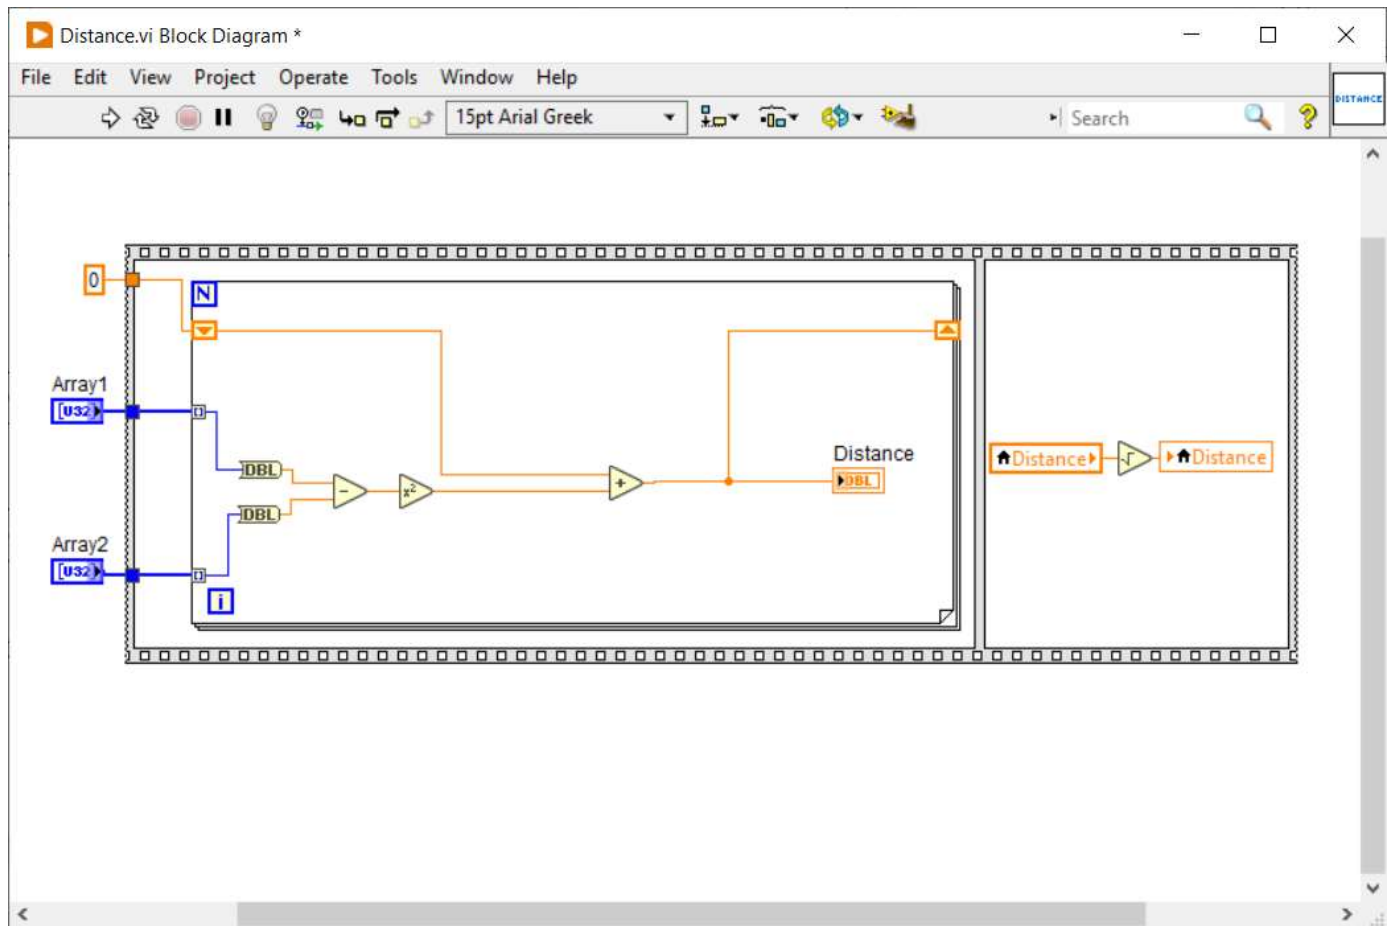 Distance.vi Block Diagram *
File Edit View Project Operate Tools Window Help
15pt Arial Greek
Search
DISTANCE
0
N
Array1
[U32]
DBL
Distance
DBL
Distance
Distance
- x² + √
DBL
Array2
[U32]
i